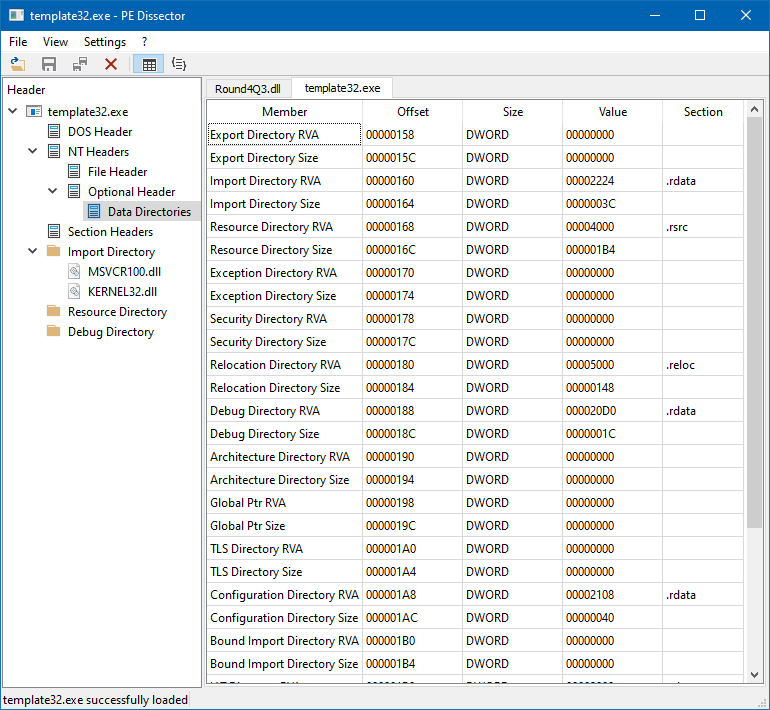 template32.exe - PE Dissector
File View Settings ?
Header
template32.exe
DOS Header
NT Headers
File Header
Optional Header
Data Directories
Section Headers
Import Directory
MSVCR100.dll
KERNEL32.dll
Resource Directory
Debug Directory
Round4Q3.dll template32.exe
Member Offset Size Value Section
Export Directory RVA 00000158 DWORD 00000000
Export Directory Size 0000015C DWORD 00000000
Import Directory RVA 00000160 DWORD 00002224 .rdata
Import Directory Size 00000164 DWORD 0000003C
Resource Directory RVA 00000168 DWORD 00004000 .rsrc
Resource Directory Size 0000016C DWORD 000001B4
Exception Directory RVA 00000170 DWORD 00000000
Exception Directory Size 00000174 DWORD 00000000
Security Directory RVA 00000178 DWORD 00000000
Security Directory Size 0000017C DWORD 00000000
Relocation Directory RVA 00000180 DWORD 00005000 .reloc
Relocation Directory Size 00000184 DWORD 00000148
Debug Directory RVA 00000188 DWORD 000020D0 .rdata
Debug Directory Size 0000018C DWORD 0000001C
Architecture Directory RVA 00000190 DWORD 00000000
Architecture Directory Size 00000194 DWORD 00000000
Global Ptr RVA 00000198 DWORD 00000000
Global Ptr Size 0000019C DWORD 00000000
TLS Directory RVA 000001A0 DWORD 00000000
TLS Directory Size 000001A4 DWORD 00000000
Configuration Directory RVA 000001A8 DWORD 00002108 .rdata
Configuration Directory Size 000001AC DWORD 00000040
Bound Import Directory RVA 000001B0 DWORD 00000000
Bound Import Directory Size 000001B4 DWORD 00000000
template32.exe successfully loaded